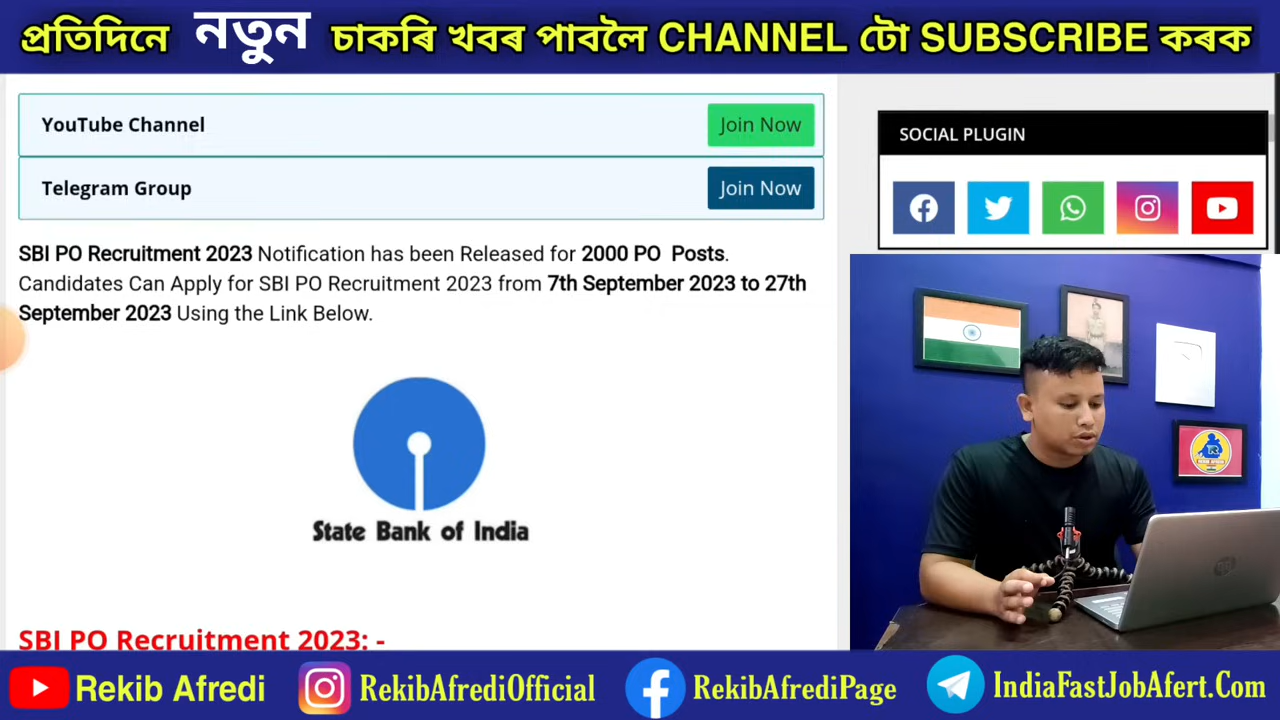 প্ৰতিদিনে নতুন চাকৰি খবৰ পাবলৈ CHANNEL টো SUBSCRIBE কৰক
YouTube Channel
Join Now
Telegram Group
Join Now
SBI PO Recruitment 2023 Notification has been Released for 2000 PO Posts.
Candidates Can Apply for SBI PO Recruitment 2023 from 7th September 2023 to 27th
September 2023 Using the Link Below.
State Bank of India
SBI PO Recruitment 2023: -
SOCIAL PLUGIN
Rekib Afredi
RekibAfrediOfficial
RekibAfrediPage
IndiaFastJobAfert.Com